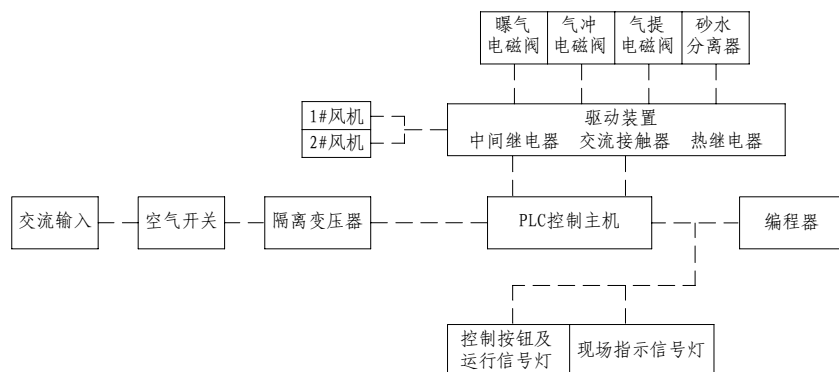 曝气
电磁阀
气冲
电磁阀
气提
电磁阀
砂水
分离器
1#风机
2#风机
驱动装置
中间继电器 交流接触器 热继电器
交流输入
空气开关
隔离变压器
PLC控制主机
编程器
控制按钮及
运行信号灯
现场指示信号灯